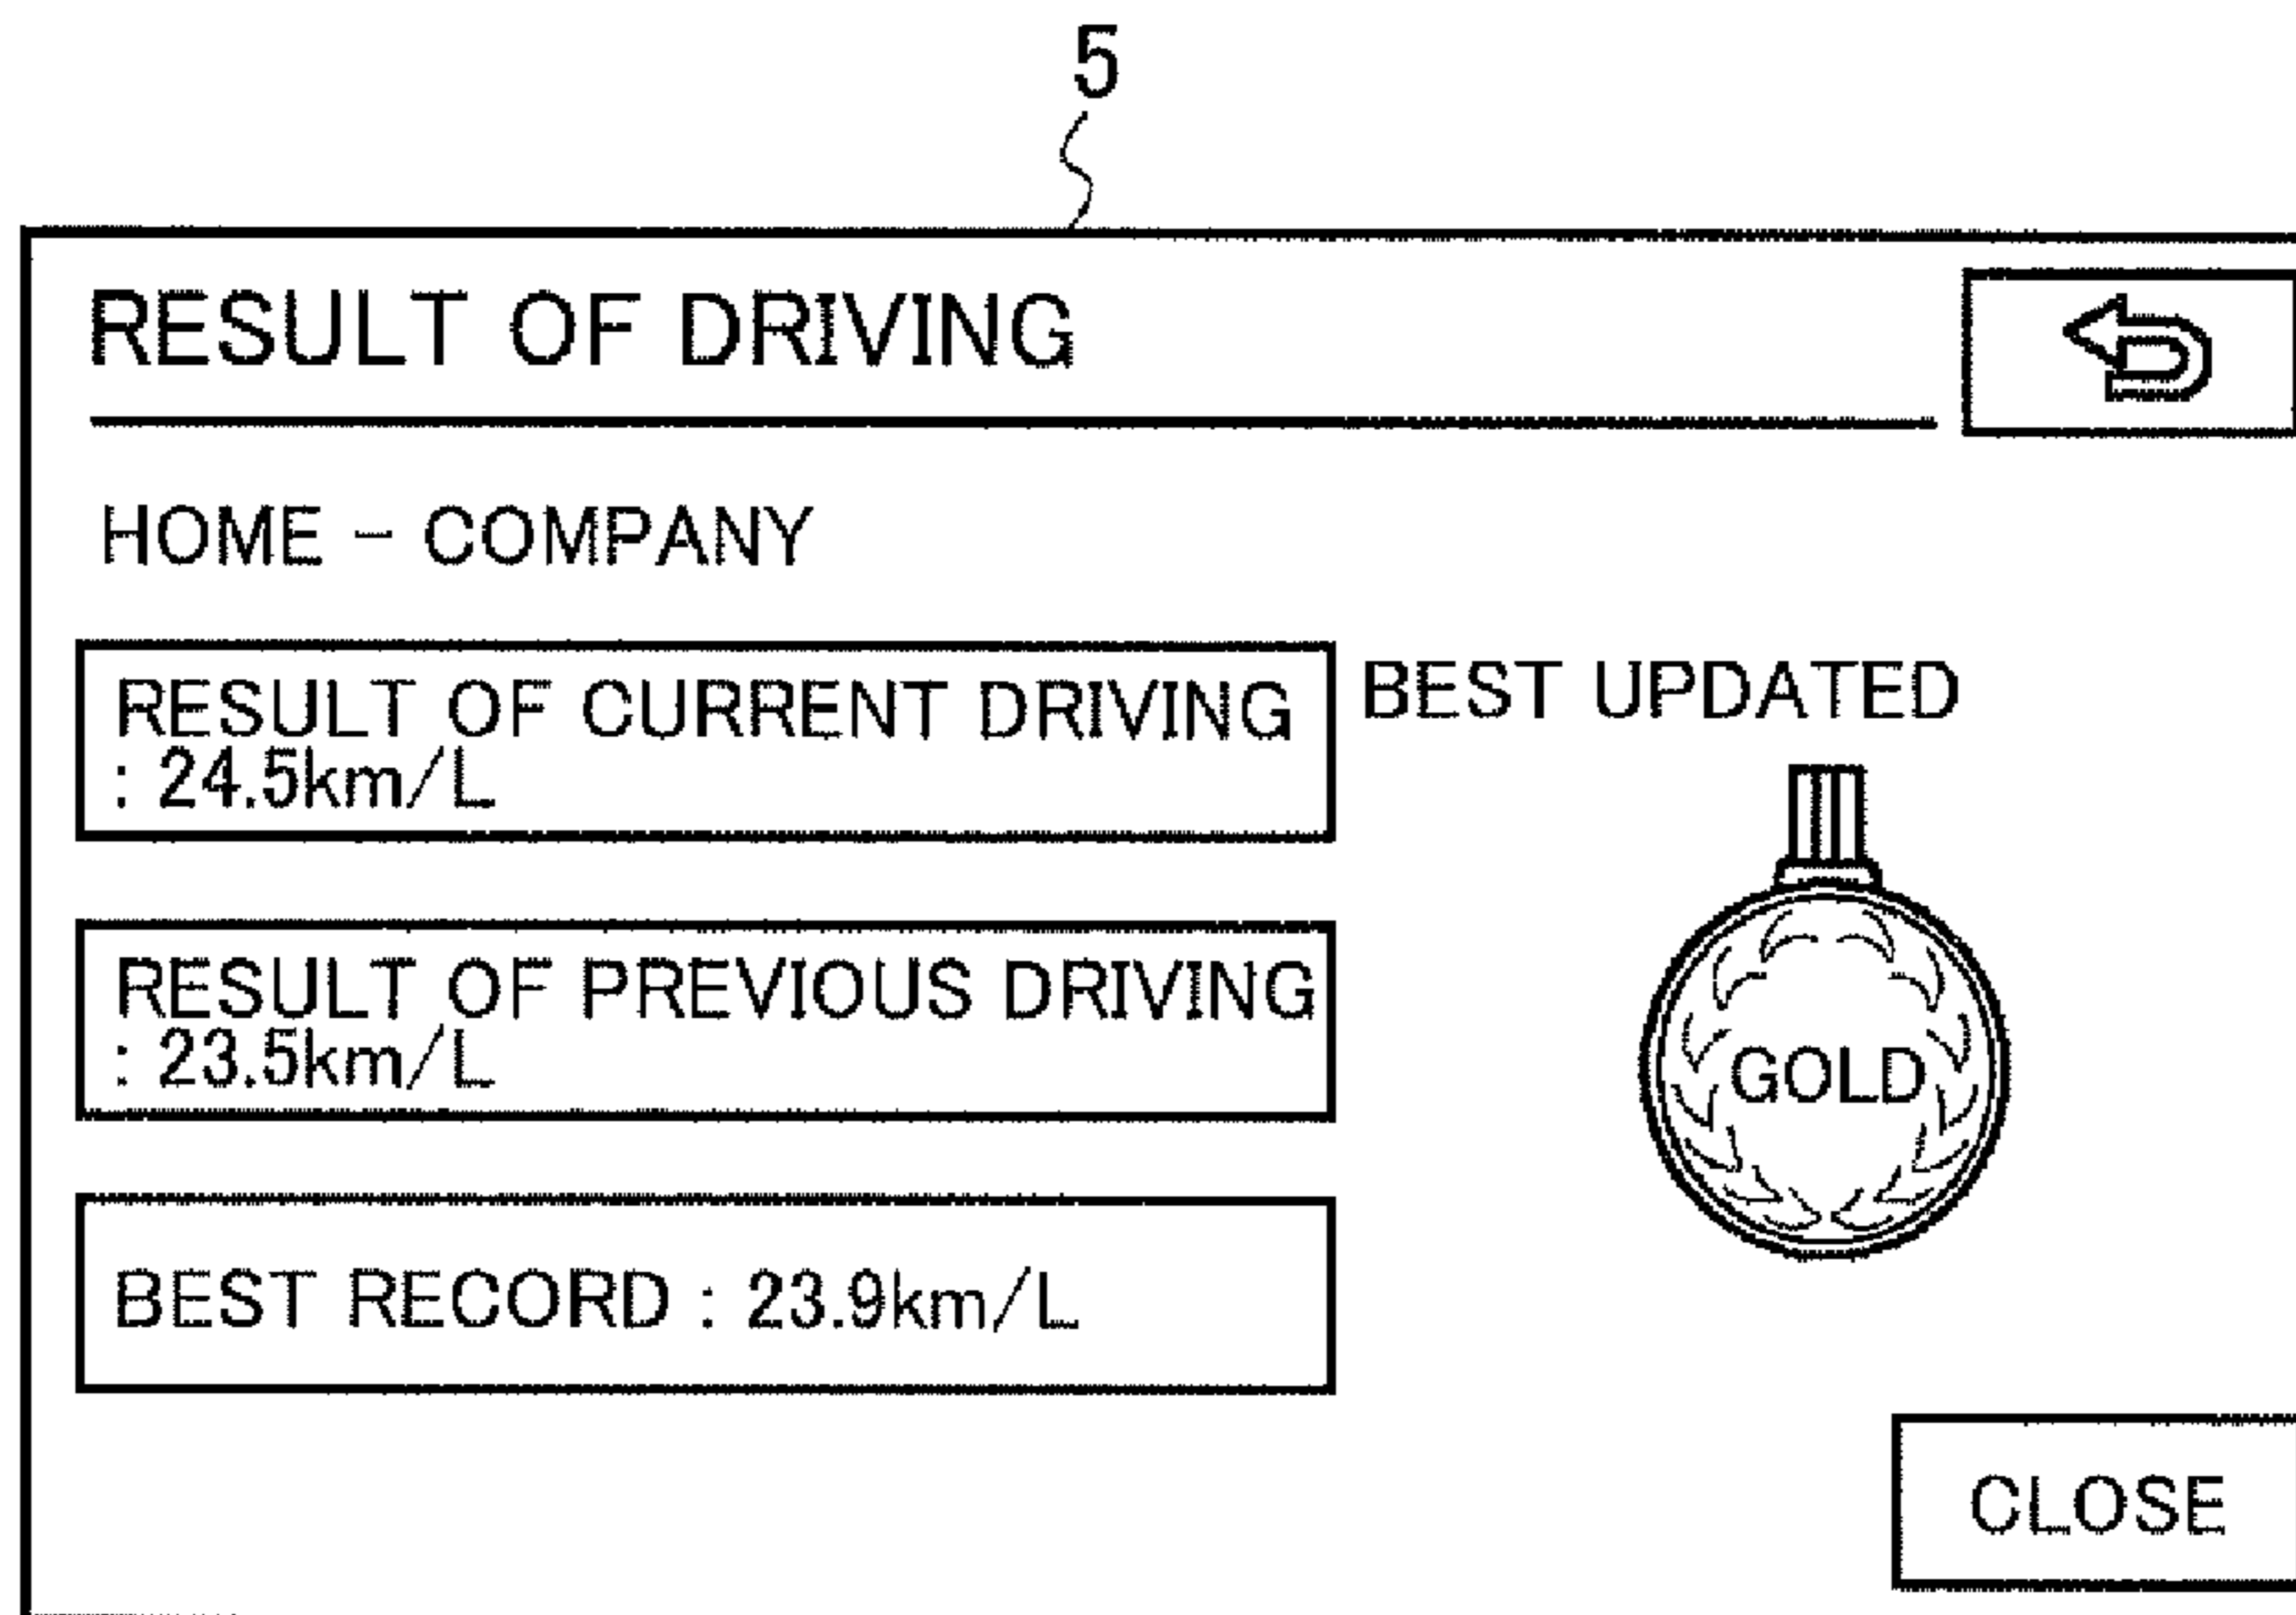 5
RESULT OF DRIVING
HOME - COMPANY
RESULT OF CURRENT DRIVING
: 24.5km/L
BEST UPDATED
RESULT OF PREVIOUS DRIVING
: 23.5km/L
GOLD
BEST RECORD : 23.9km/L
CLOSE